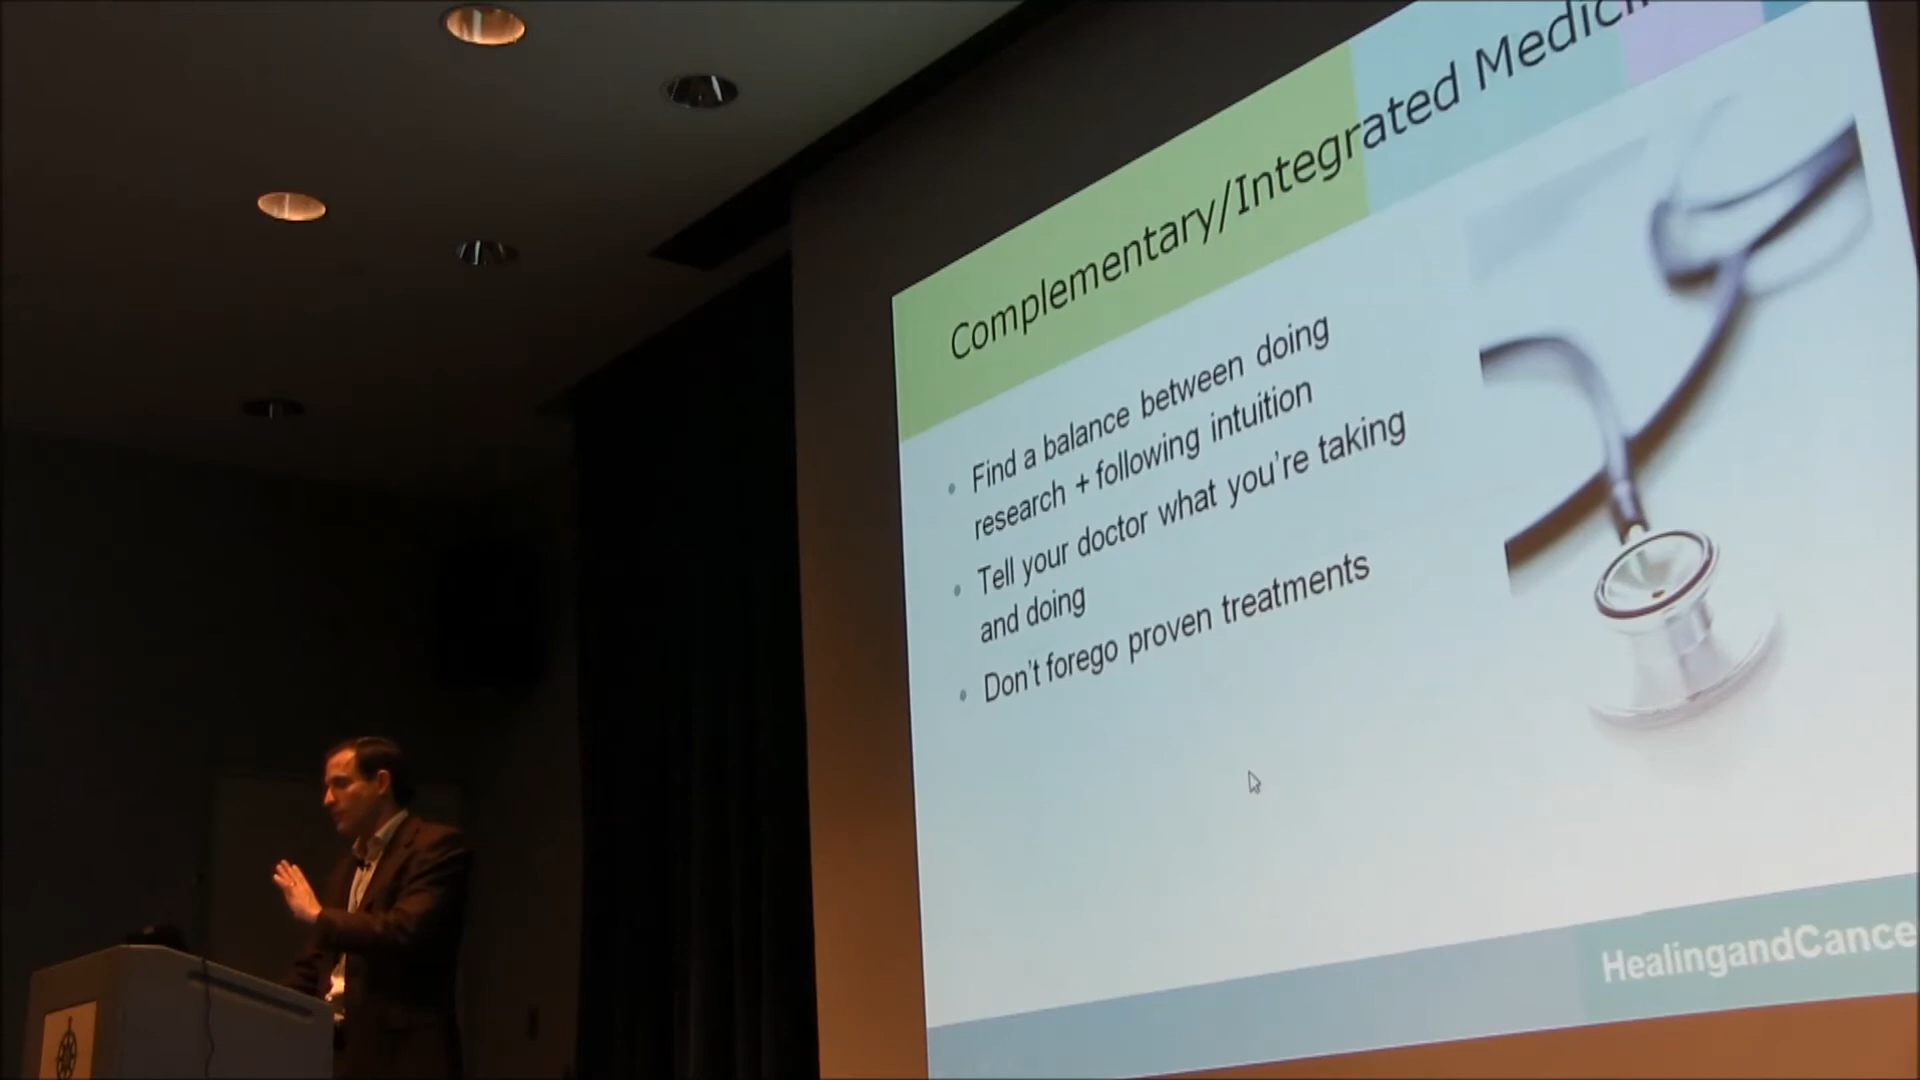 Complementary/Integrated Medici
Find a balance between doing
research + following intuition
Tell your doctor what you're taking
and doing
Don't forego proven treatments
HealingandCance